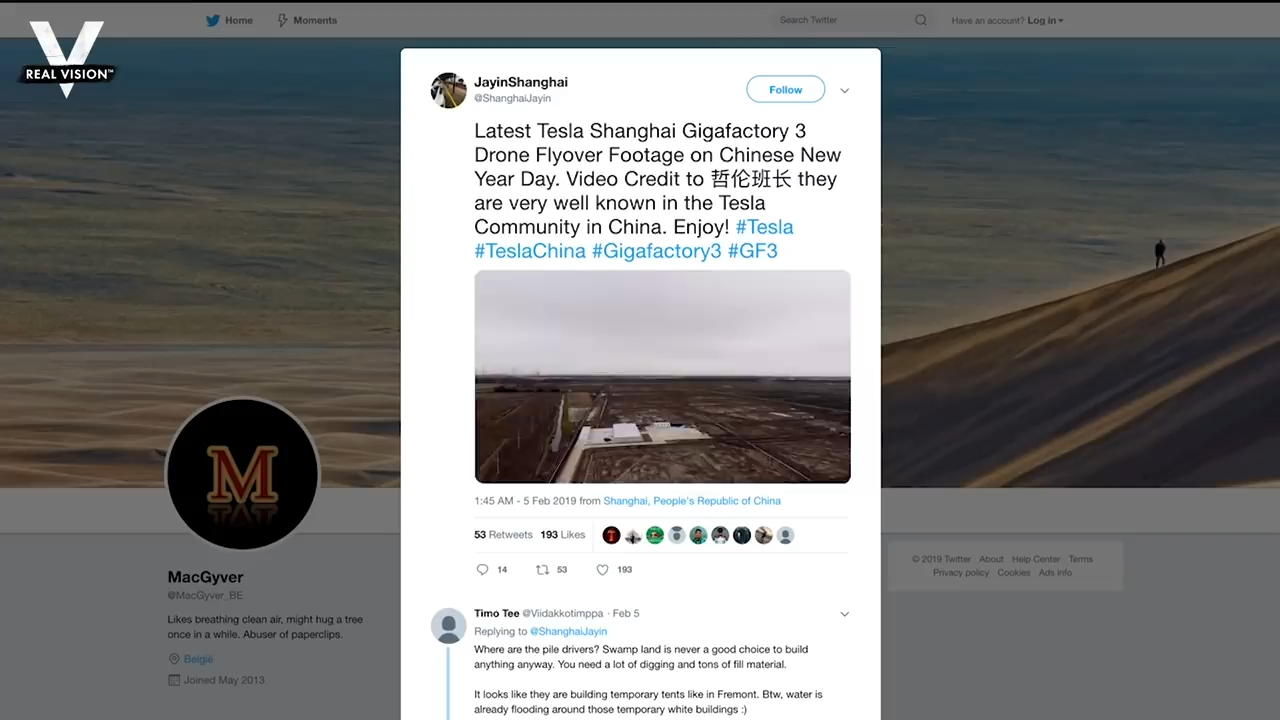 Home
Moments
Search Twitter
Have an account? Log in
V
REAL VISION™
JayinShanghai
@ShanghaiJayin
Follow
Latest Tesla Shanghai Gigafactory 3
Drone Flyover Footage on Chinese New
Year Day. Video Credit to 哲伦班长 they
are very well known in the Tesla
Community in China. Enjoy! #Tesla
#TeslaChina #Gigafactory3 #GF3
1:45 AM - 5 Feb 2019 from Shanghai, People's Republic of China
53 Retweets 193 Likes
14 53 193
Timo Tee @Viidakkotimppa · Feb 5
Replying to @ShanghaiJayin
Where are the pile drivers? Swamp land is never a good choice to build
anything anyway. You need a lot of digging and tons of fill material.
It looks like they are building temporary tents like in Fremont. Btw, water is
already flooding around those temporary white buildings :)
M
MacGyver
@MacGyver_BE
Likes breathing clean air, might hug a tree
once in a while. Abuser of paperclips.
België
Joined May 2013
© 2019 Twitter About Help Center Terms
Privacy policy Cookies Ads info